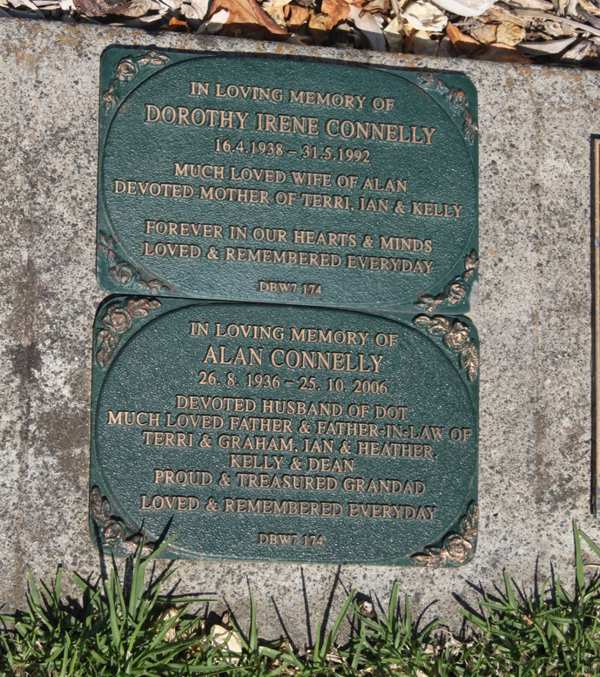 IN LOVING MEMORY OF
DOROTHY IRENE CONNELLY
16.4.1938 – 31.5.1992
MUCH LOVED WIFE OF ALAN
DEVOTED MOTHER OF TERRI, IAN & KELLY
FOREVER IN OUR HEARTS & MINDS
LOVED & REMEMBERED EVERYDAY
DBW7 174
IN LOVING MEMORY OF
ALAN CONNELLY
26. 8. 1936 – 25. 10. 2006
DEVOTED HUSBAND OF DOT
MUCH LOVED FATHER & FATHER-IN-LAW OF
TERRI & GRAHAM, IAN & HEATHER,
KELLY & DEAN
PROUD & TREASURED GRANDAD
LOVED & REMEMBERED EVERYDAY
DBW7 174